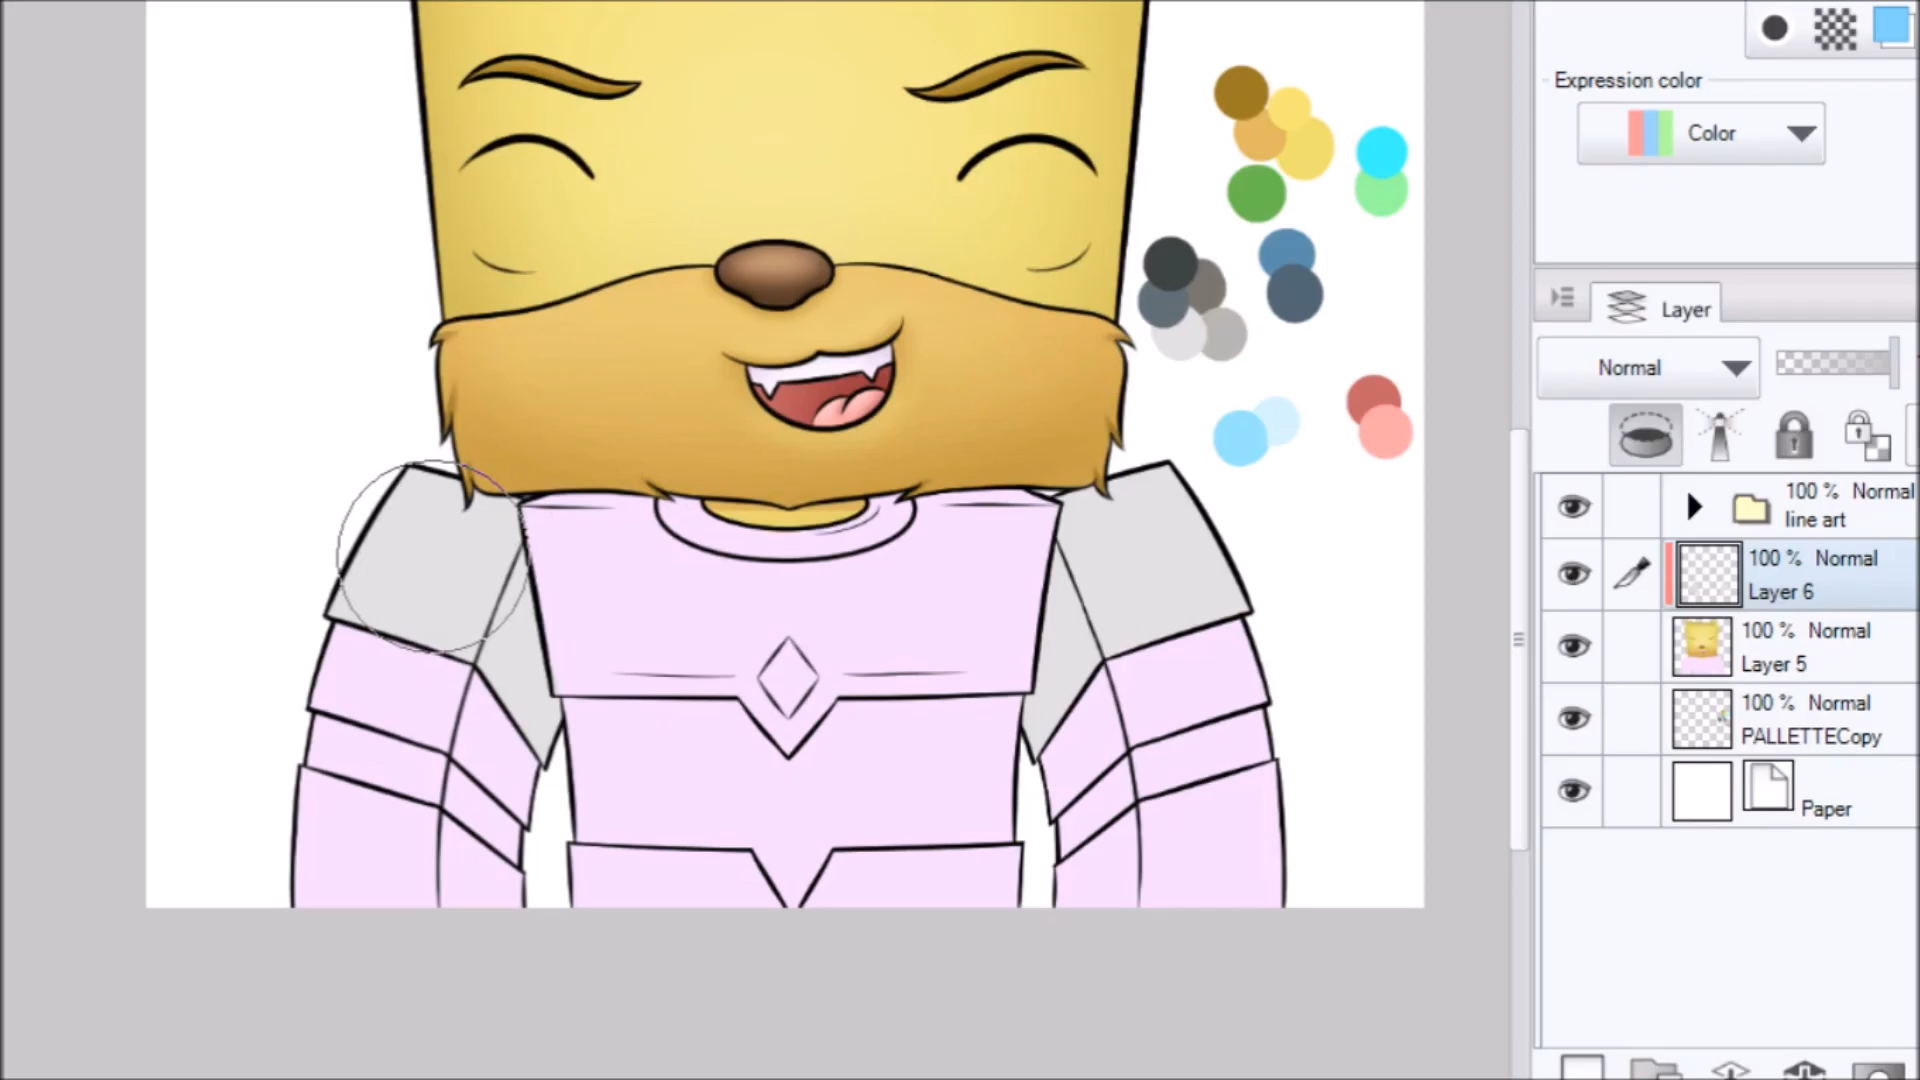 Expression color
Color
Layer
Normal
100 % Normal
line art
100 % Normal
Layer 6
100 % Normal
Layer 5
100 % Normal
PALLETTECopy
Paper